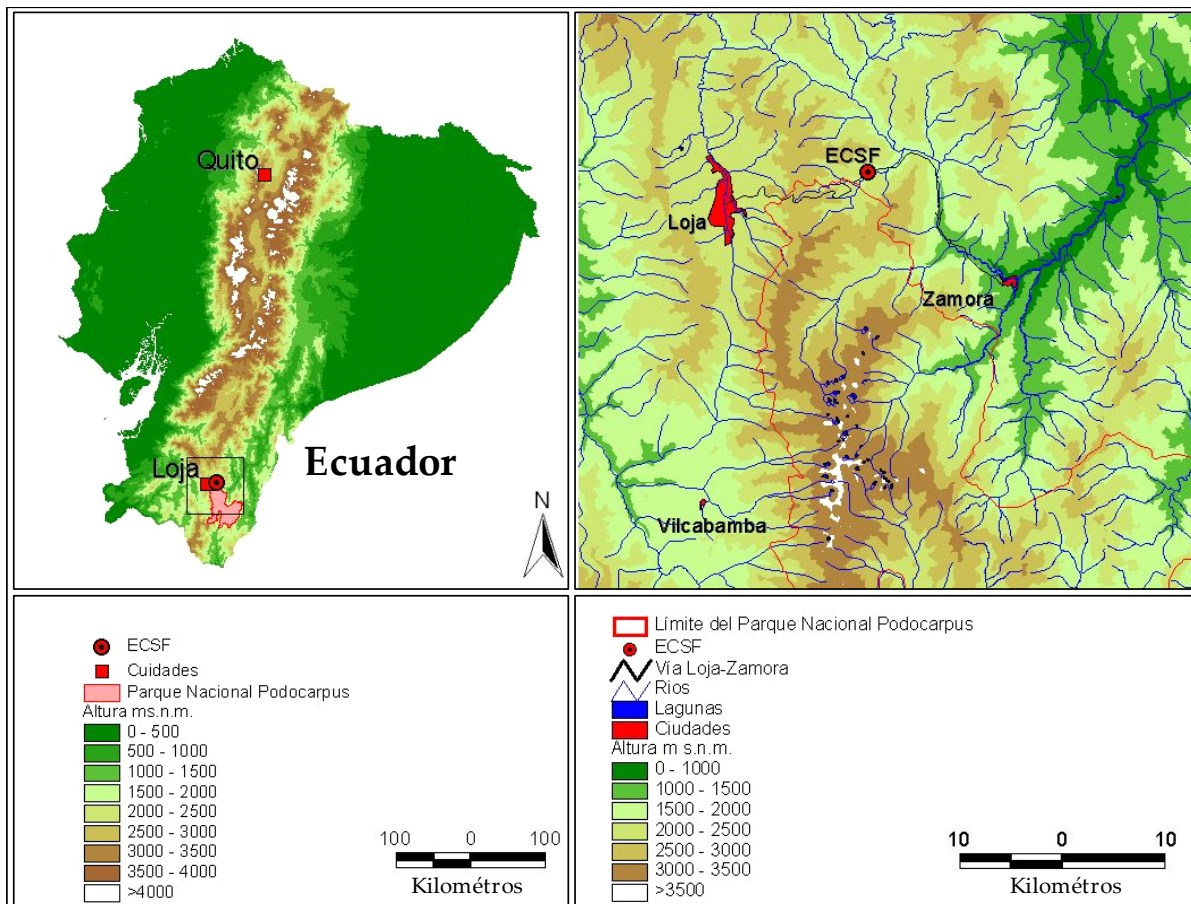 Quito
Loja
Ecuador
N
ECSF
Loja
Zamora
Vilcabamba
ECSF
Cuidades
Parque Nacional Podocarpus
Altura ms.n.m.
0 - 500
500 - 1000
1000 - 1500
1500 - 2000
2000 - 2500
2500 - 3000
3000 - 3500
3500 - 4000
>4000
100 0 100
Kilométros
Límite del Parque Nacional Podocarpus
ECSF
Vía Loja-Zamora
Rios
Lagunas
Ciudades
Altura m s.n.m.
0 - 1000
1000 - 1500
1500 - 2000
2000 - 2500
2500 - 3000
3000 - 3500
>3500
10 0 10
Kilométros